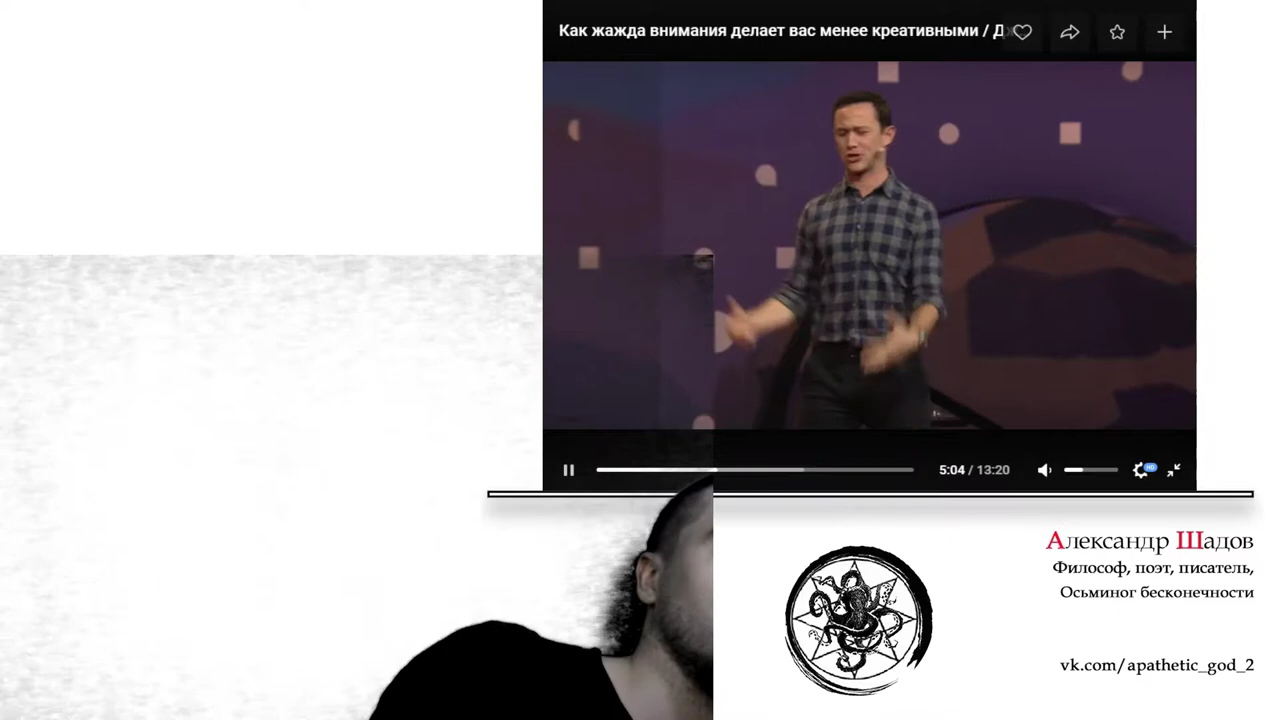 Как жажда внимания делает вас менее креативными / Д
5:04 / 13:20
HD
Александр Шадов
Философ, поэт, писатель,
Осьминог бесконечности
vk.com/apathetic_god_2